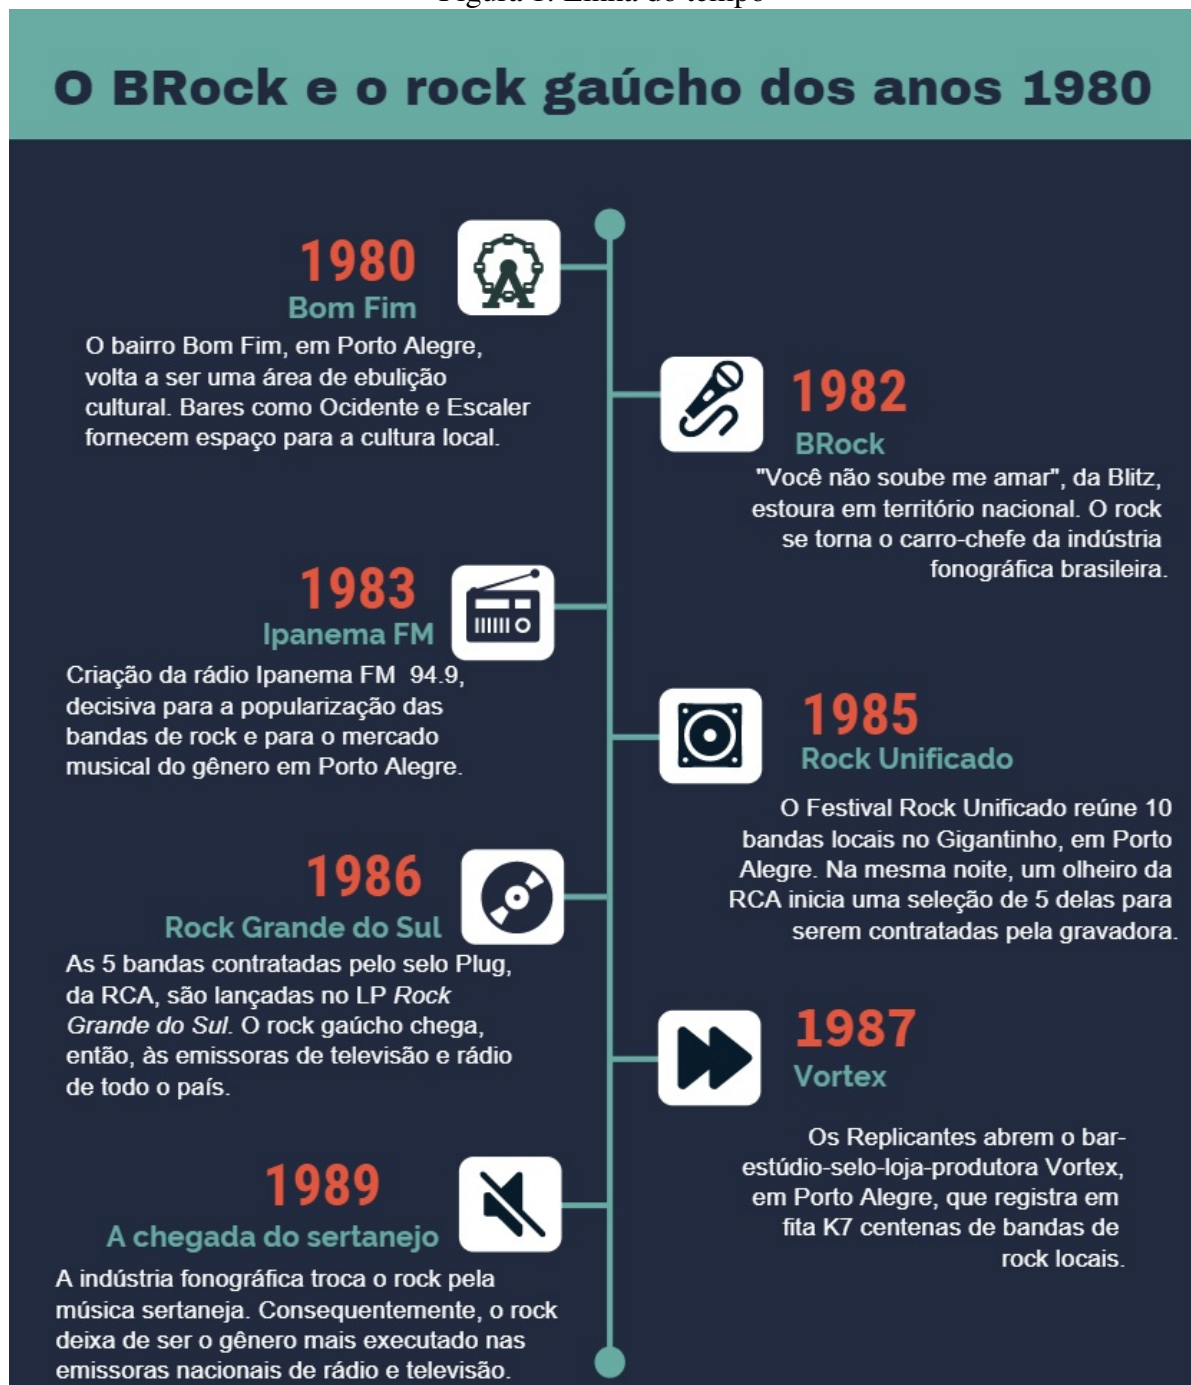 Figura 1: Linha do tempo
O BRock e o rock gaúcho dos anos 1980
1980
Bom Fim
O bairro Bom Fim, em Porto Alegre,
volta a ser uma área de ebulição
cultural. Bares como Ocidente e Escaler
fornecem espaço para a cultura local.
1982
BRock
"Você não soube me amar", da Blitz,
estoura em território nacional. O rock
se torna o carro-chefe da indústria
fonográfica brasileira.
1983
Ipanema FM
Criação da rádio Ipanema FM 94.9,
decisiva para a popularização das
bandas de rock e para o mercado
musical do gênero em Porto Alegre.
1985
Rock Unificado
O Festival Rock Unificado reúne 10
bandas locais no Gigantinho, em Porto
Alegre. Na mesma noite, um olheiro da
RCA inicia uma seleção de 5 delas para
serem contratadas pela gravadora.
1986
Rock Grande do Sul
As 5 bandas contratadas pelo selo Plug,
da RCA, são lançadas no LP Rock
Grande do Sul. O rock gaúcho chega,
então, às emissoras de televisão e rádio
de todo o país.
1987
Vortex
Os Replicantes abrem o bar-
estúdio-selo-loja-produtora Vortex,
em Porto Alegre, que registra em
fita K7 centenas de bandas de
rock locais.
1989
A chegada do sertanejo
A indústria fonográfica troca o rock pela
música sertaneja. Consequentemente, o rock
deixa de ser o gênero mais executado nas
emissoras nacionais de rádio e televisão.